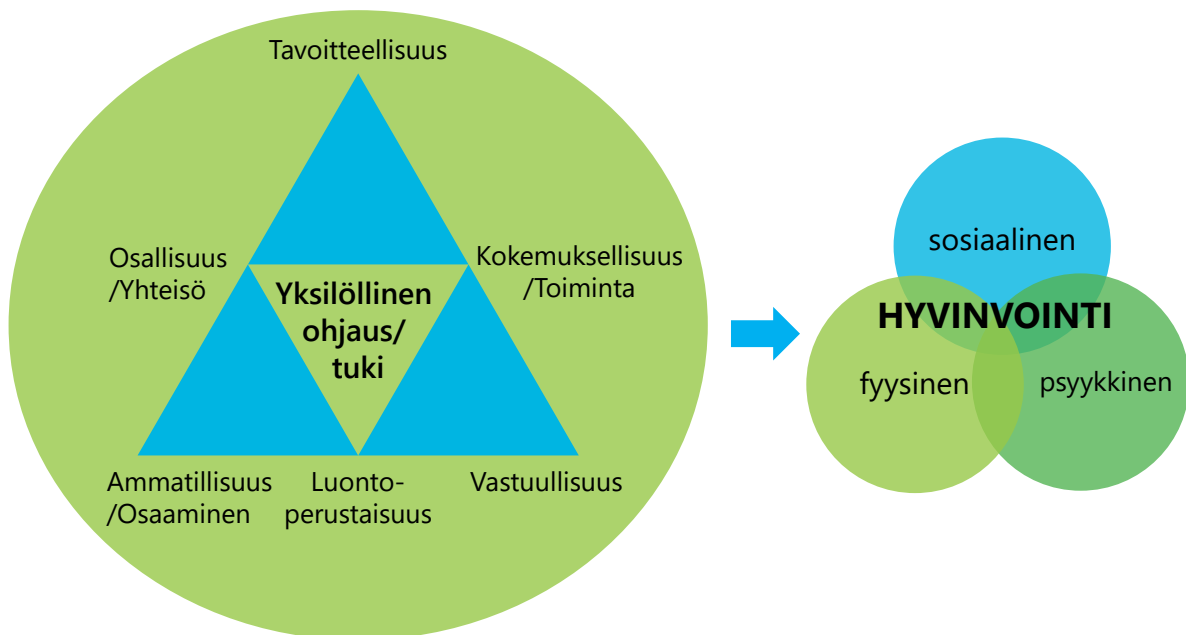 Tavoitteellisuus
Osallisuus
/Yhteisö
Kokemuksellisuus
/Toiminta
Yksilöllinen
ohjaus/
tuki
Ammatillisuus
/Osaaminen
Luonto-
perustaisuus
Vastuullisuus
sosiaalinen
HYVINVOINTI
fyysinen
psyykkinen